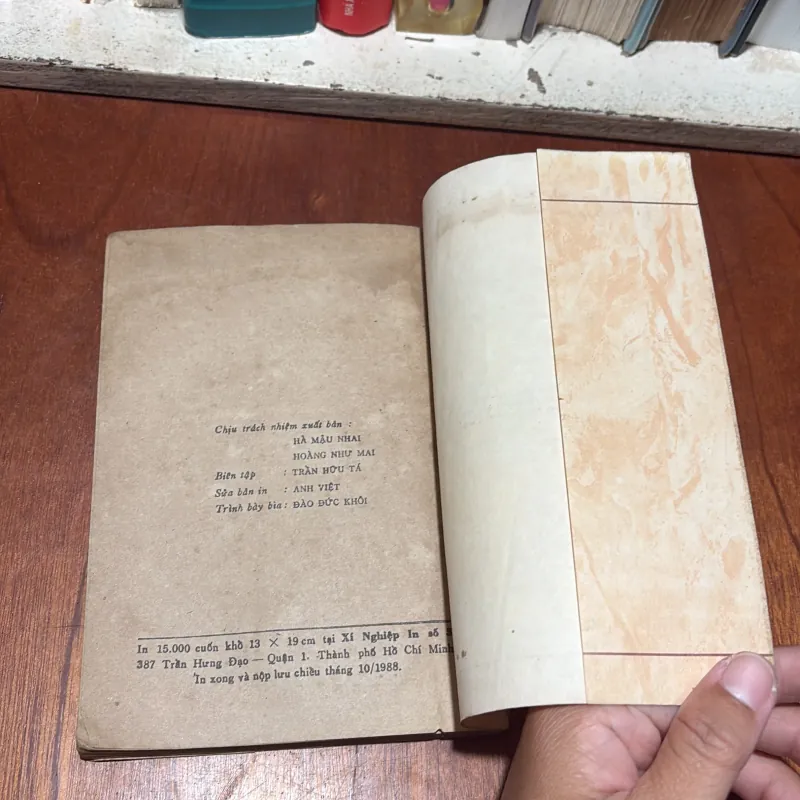 NHÀ
Chịu trách nhiệm xuất bản :
HÀ MẬU NHAI
HOÀNG NHƯ MAI
Biên tập : TRẦN HỮU TÁ
Sửa bản in : ANH VIỆT
Trình bày bìa : ĐÀO ĐỨC KHÔI
In 15.000 cuốn khổ 13 × 19cm tại Xí Nghiệp In số
387 Trần Hưng Đạo — Quận 1. Thành phố Hồ Chí Minh
In xong và nộp lưu chiều tháng 10/1988.